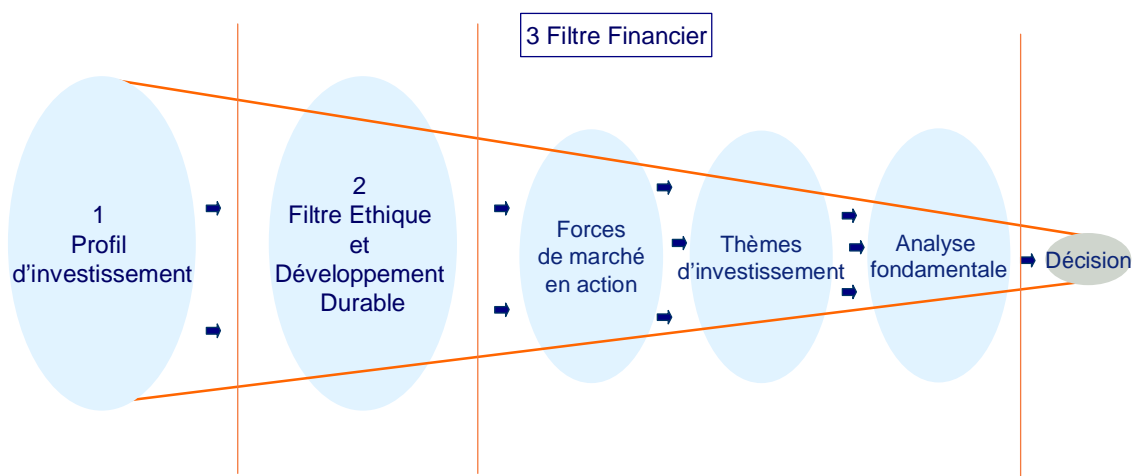 3 Filtre Financier
1
Profil
d'investissement
2
Filtre Ethique
et
Développement
Durable
Forces
de marché
en action
Thèmes
d'investissement
Analyse
fondamentale
Décision